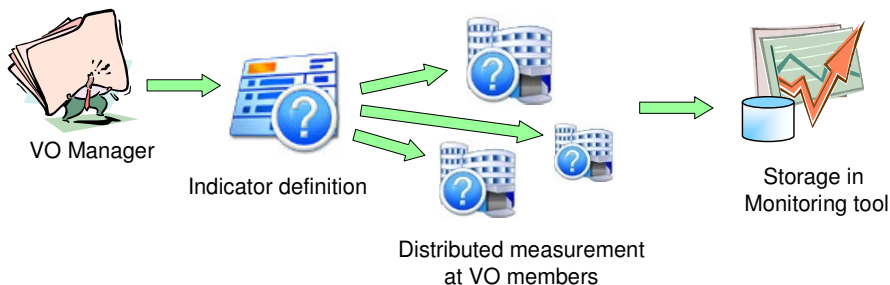 VO Manager
Indicator definition
Distributed measurement
at VO members
Storage in
Monitoring tool